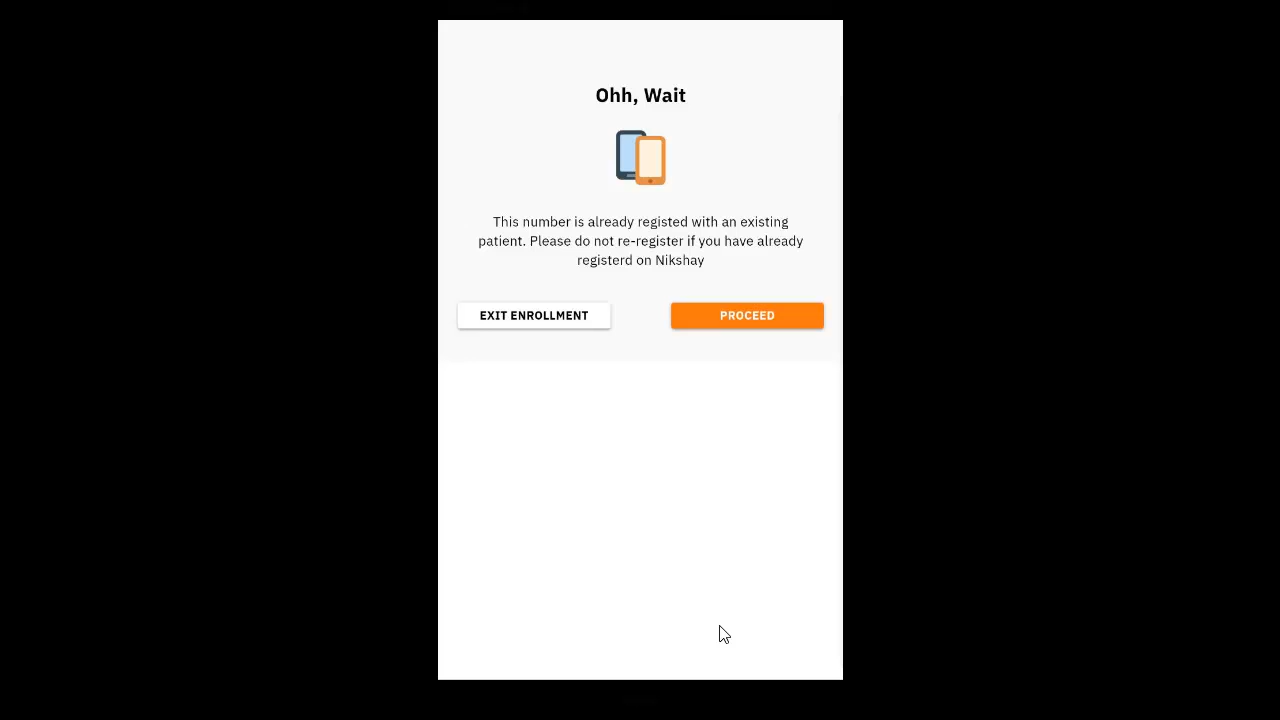 Ohh, Wait
This number is already registed with an existing
patient. Please do not re-register if you have already
registerd on Nikshay
EXIT ENROLLMENT
PROCEED